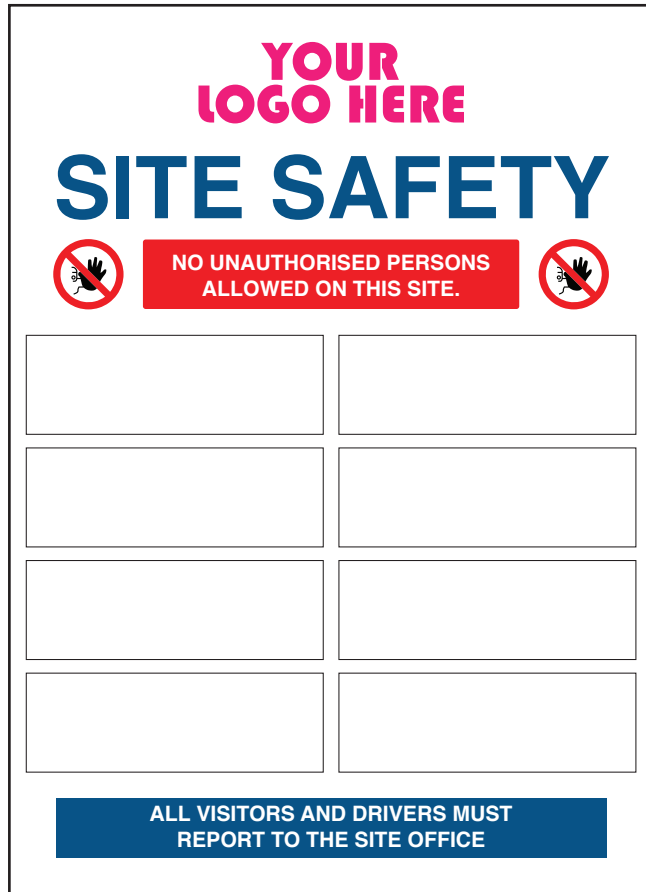 YOUR
LOGO HERE
SITE SAFETY
NO UNAUTHORISED PERSONS
ALLOWED ON THIS SITE.
ALL VISITORS AND DRIVERS MUST
REPORT TO THE SITE OFFICE